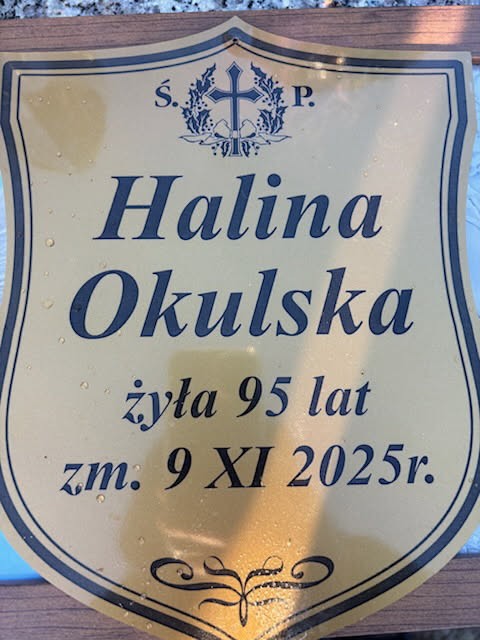 Ś. P.
Halina
Okulska
żyła 95 lat
zm. 9 XI 2025r.